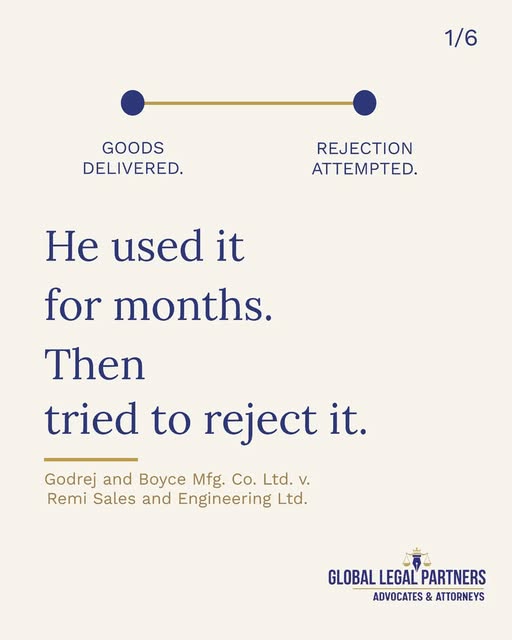 1/6
GOODS
DELIVERED.
REJECTION
ATTEMPTED.
He used it
for months.
Then
tried to reject it.
Godrej and Boyce Mfg. Co. Ltd. v.
Remi Sales and Engineering Ltd.
GLOBAL LEGAL PARTNERS
ADVOCATES & ATTORNEYS